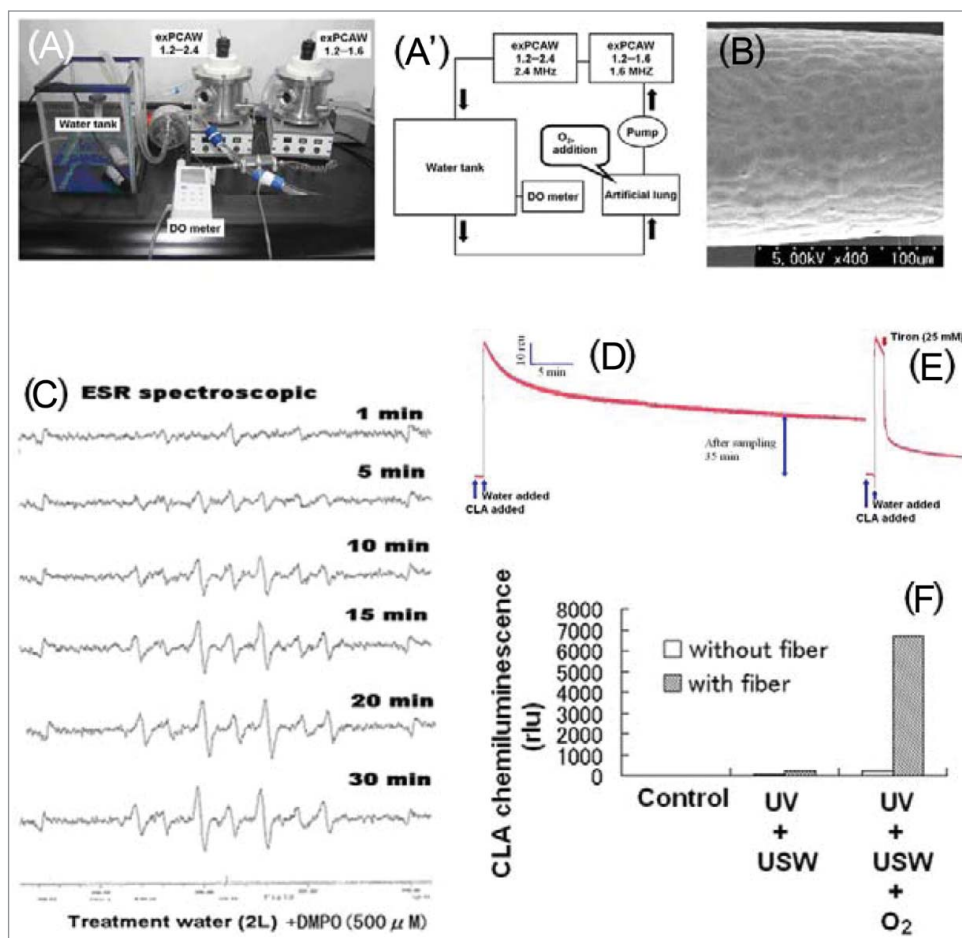 (A)
exPCAW
1.2–2.4
exPCAW
1.2–1.6
Water tank
DO meter
(A')
exPCAW
1.2–2.4
2.4 MHz
exPCAW
1.2–1.6
1.6 MHZ
Pump
O₂,
addition
Water tank
DO meter
Artificial lung
(B)
5.00kV x400 100μm
(C) ESR spectroscopic
1 min
5 min
10 min
15 min
20 min
30 min
Treatment water (2L) +DMPO (500 μM)
(D)
10 rcu
5 min
After sampling
35 min
Water added
CLA added
(E)
Tiron (25 mM)
Water added
CLA added
(F)
CLA chemiluminescence
(rlu)
8000
7000
6000
5000
4000
3000
2000
1000
0
without fiber
with fiber
Control
UV
+
USW
UV
+
USW
+
O₂